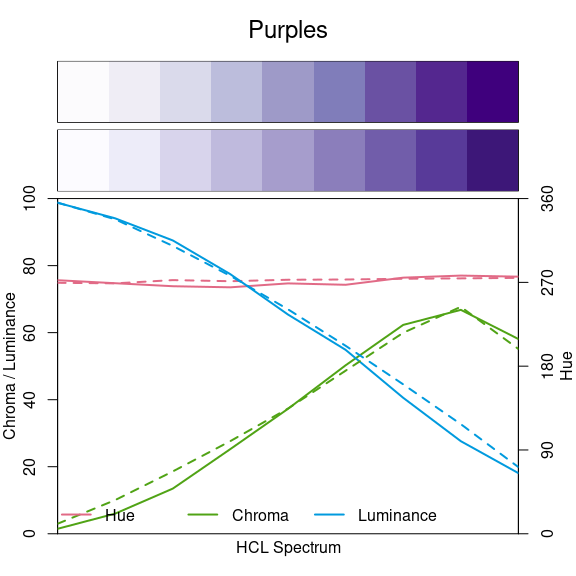 Purples
100
80
60
40
20
0
Chroma / Luminance
360
270
180
90
0
Hue
Hue Chroma Luminance
HCL Spectrum